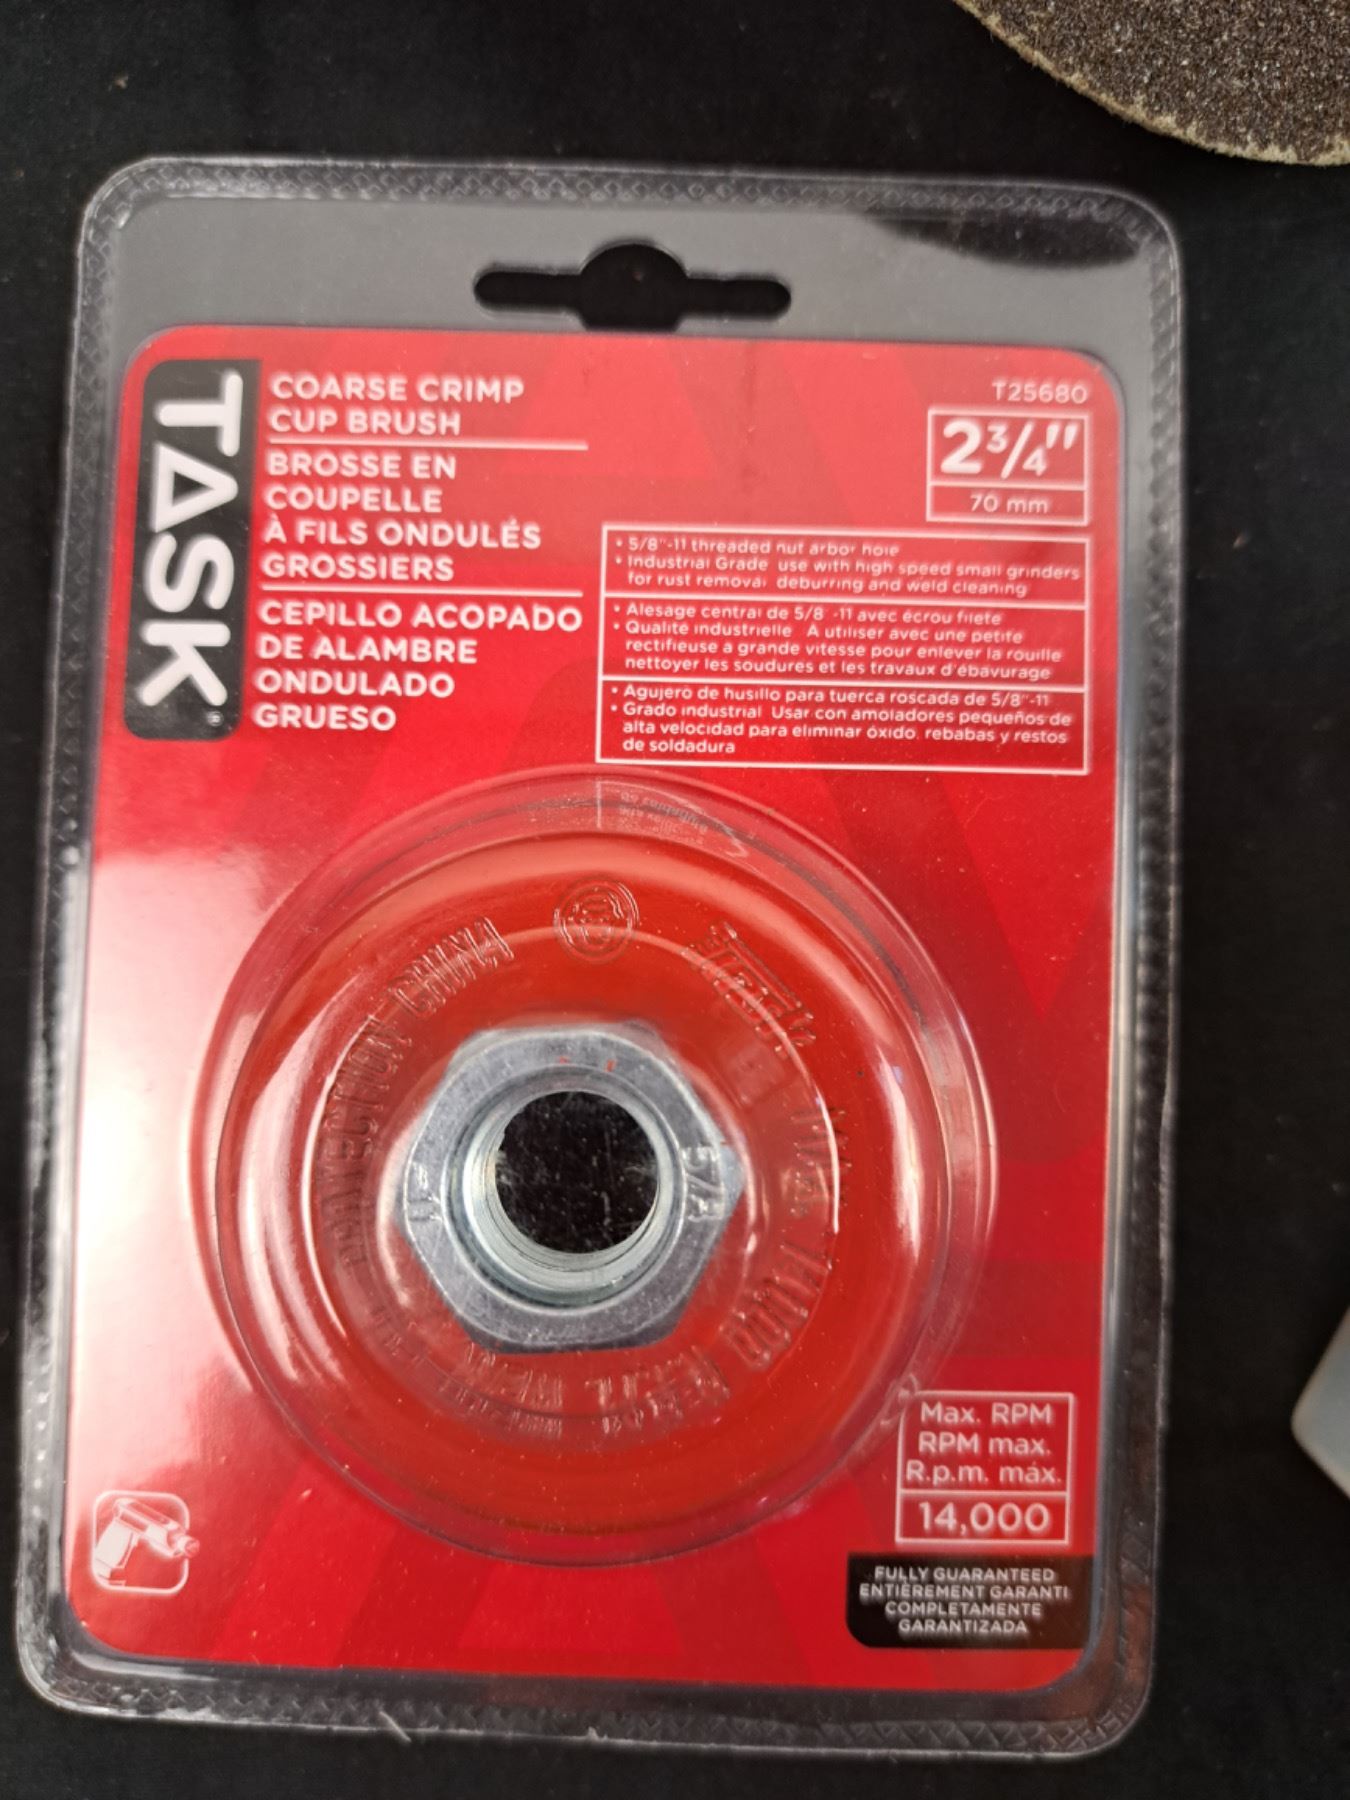 TASK
COARSE CRIMP
CUP BRUSH
BROSSE EN
COUPELLE
À FILS ONDULÉS
GROSSIERS
CEPILLO ACOPADO
DE ALAMBRE
ONDULADO
GRUESO
T25680
2 3/4"
70 mm
• 5/8"-11 threaded nut arbor hole
• Industrial Grade use with high speed small grinders
for rust removal deburring and weld cleaning
• Alesage central de 5/8"-11 avec écrou fileté
• Qualité industrielle A utiliser avec une petite
rectifieuse a grande vitesse pour enlever la rouille
nettoyer les soudures et les travaux d'ébavurage
• Agujero de husillo para tuerca roscada de 5/8"-11
• Grado industrial Usar con amoladores pequeños de
alta velocidad para eliminar óxido, rebabas y restos
de soldadura
CHINA
5/8
11
WEAR
Max. RPM
RPM max.
R.p.m. máx.
14,000
FULLY GUARANTEED
ENTIÈREMENT GARANTI
COMPLETAMENTE
GARANTIZADA